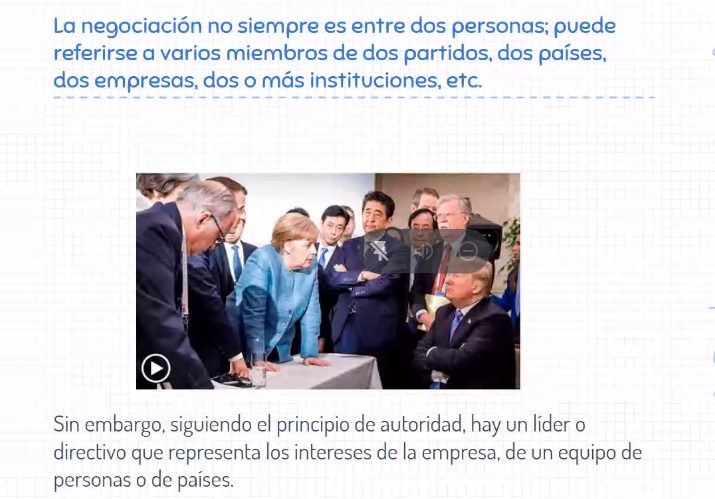 La negociación no siempre es entre dos personas; puede
referirse a varios miembros de dos partidos, dos países,
dos empresas, dos o más instituciones, etc.
Sin embargo, siguiendo el principio de autoridad, hay un líder o
directivo que representa los intereses de la empresa, de un equipo de
personas o de países.